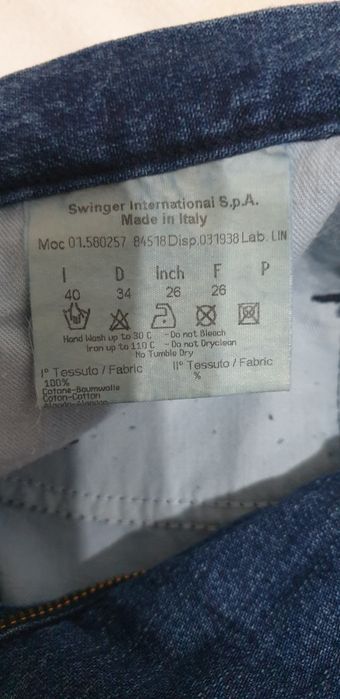 Swinger International S.p.A.
Made in Italy
Moc 01.580257 84518 Disp.031938 Lab. LIN
I D Inch F P
40 34 26 26
Hand Wash up to 30 C - Do not Bleach
Iron up to 110 C - Do not Dryclean
No Tumble Dry
I° Tessuto / Fabric II° Tessuto / Fabric
100% %
Cotone-Baumwolle
Coton-Cotton
Algodon-Algodao